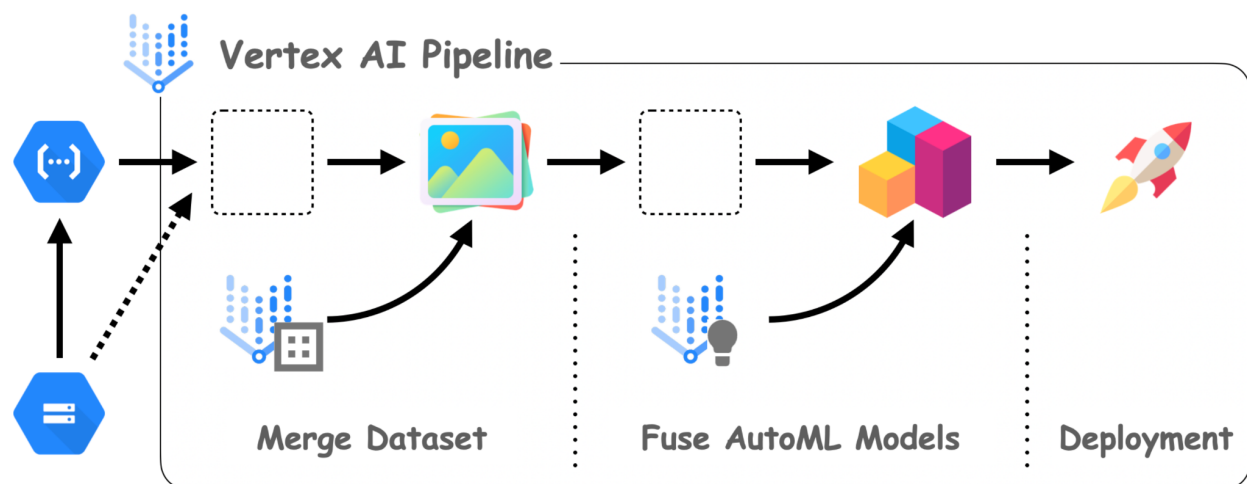 Vertex AI Pipeline
Merge Dataset
Fuse AutoML Models
Deployment